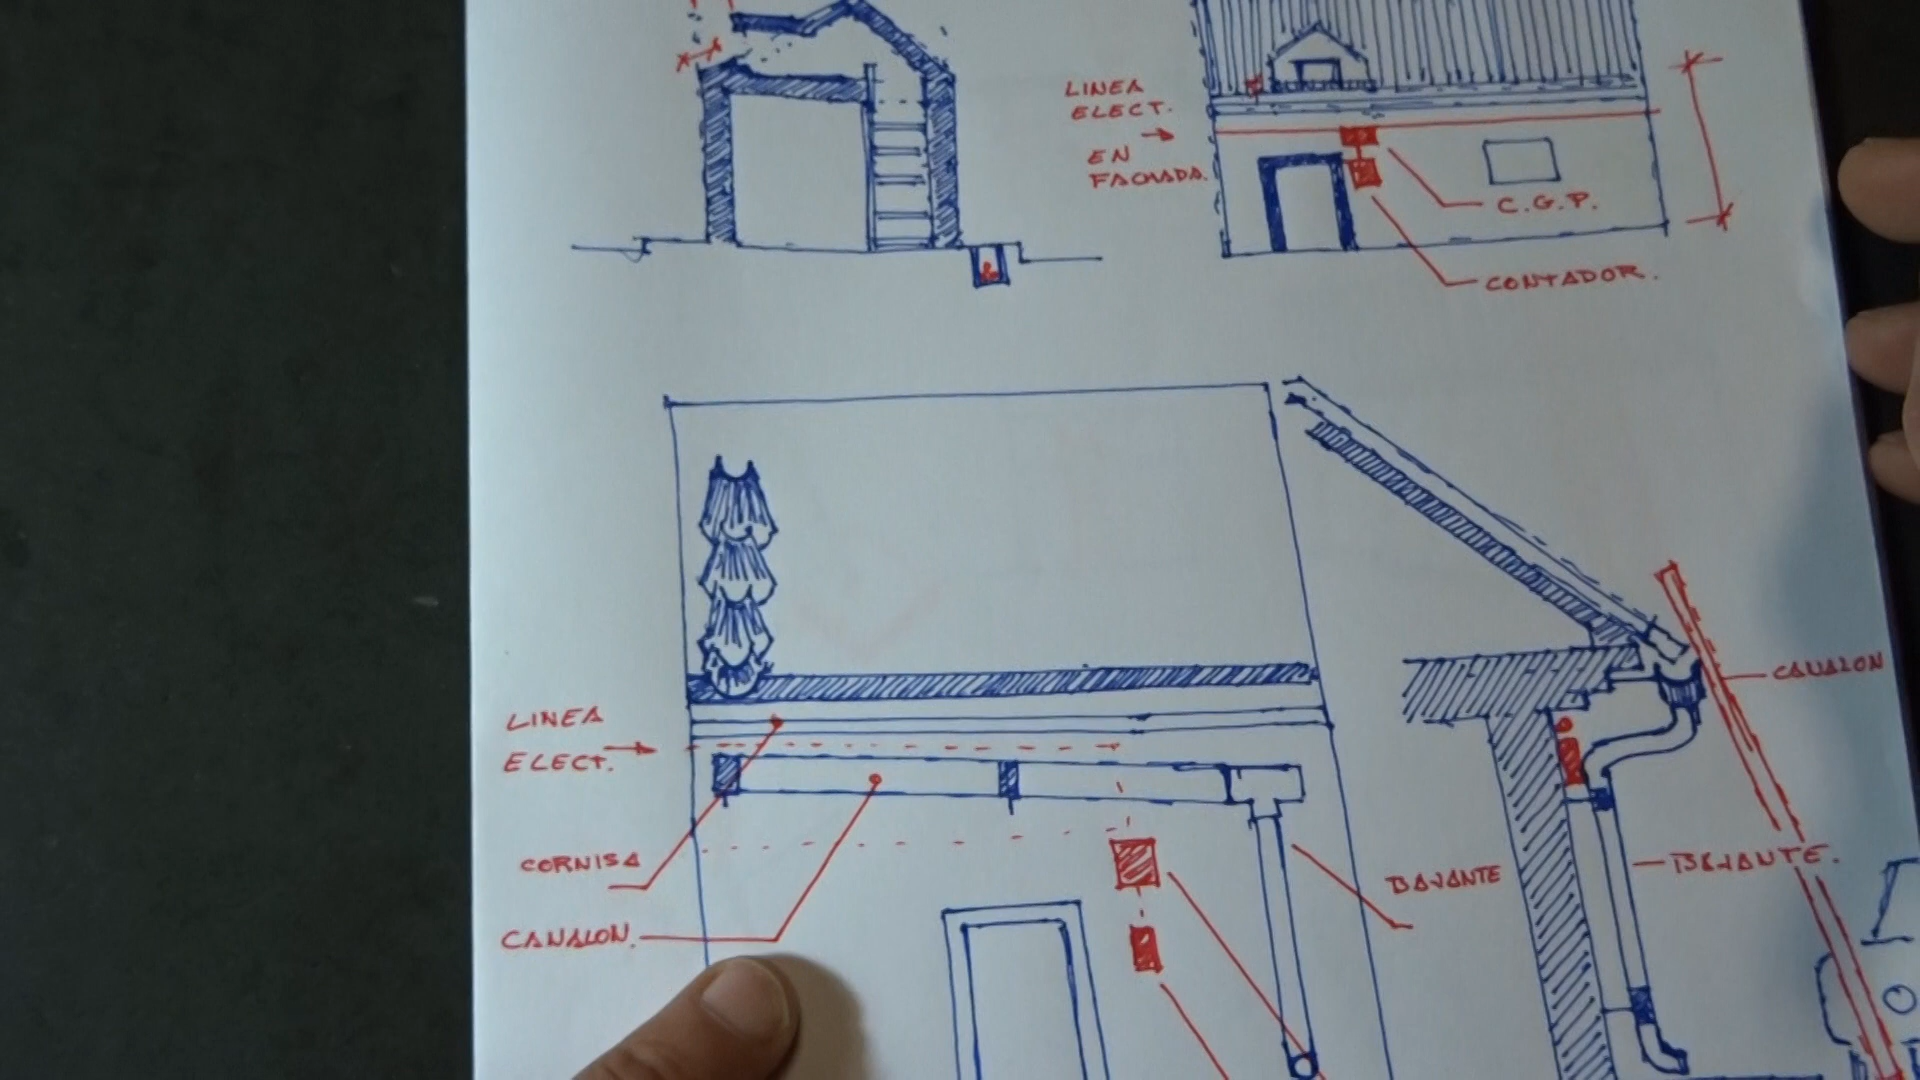 LINEA
ELECT.
EN
FACHADA.
C.G.P.
CONTADOR.
CANALON
LINEA
ELECT.
CORNISA
BAJANTE
BAJANTE.
CANALON.